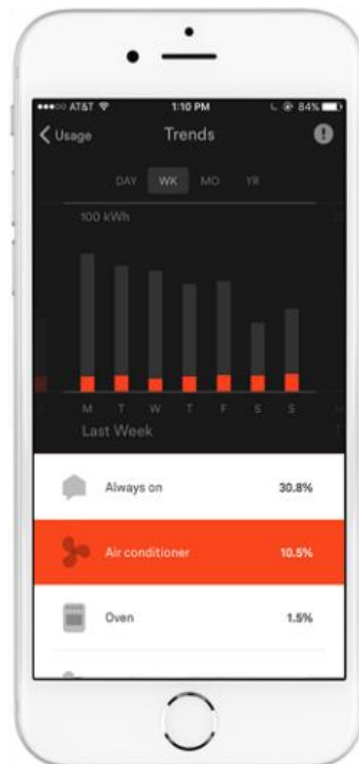 AT&T 1:10 PM 84%
Usage Trends
DAY WK MO YR
100 kWh
M T W T F S S
Last Week
Always on 30.8%
Air conditioner 10.5%
Oven 1.5%